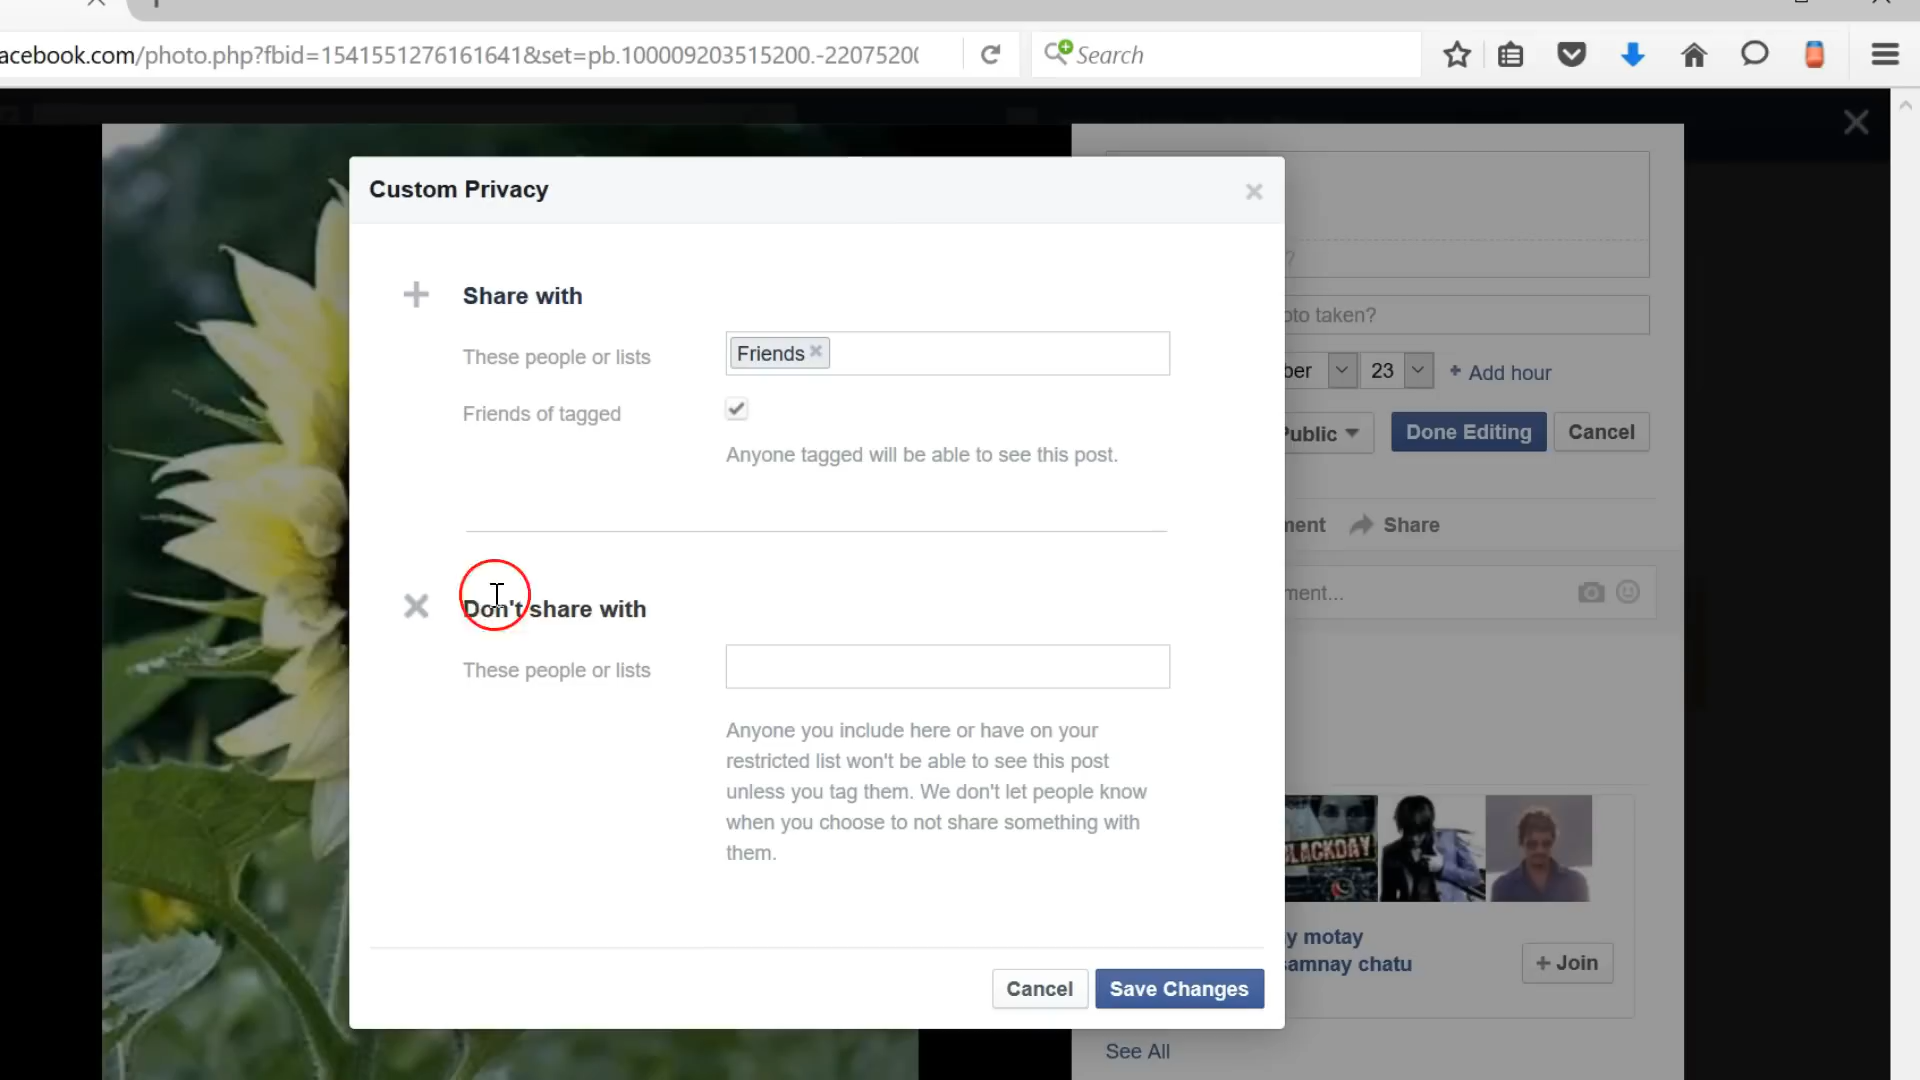 acebook.com/photo.php?fbid=1541551276161641&set=pb.100009203515200.-2207520(
Search
Custom Privacy
Share with
These people or lists
Friends
Friends of tagged
Anyone tagged will be able to see this post.
Don't share with
These people or lists
Anyone you include here or have on your
restricted list won't be able to see this post
unless you tag them. We don't let people know
when you choose to not share something with
them.
Cancel
Save Changes
?
oto taken?
ber
23
+ Add hour
Public
Done Editing
Cancel
ment
Share
ment...
LACKDAY
y motay
amnay chatu
+ Join
See All